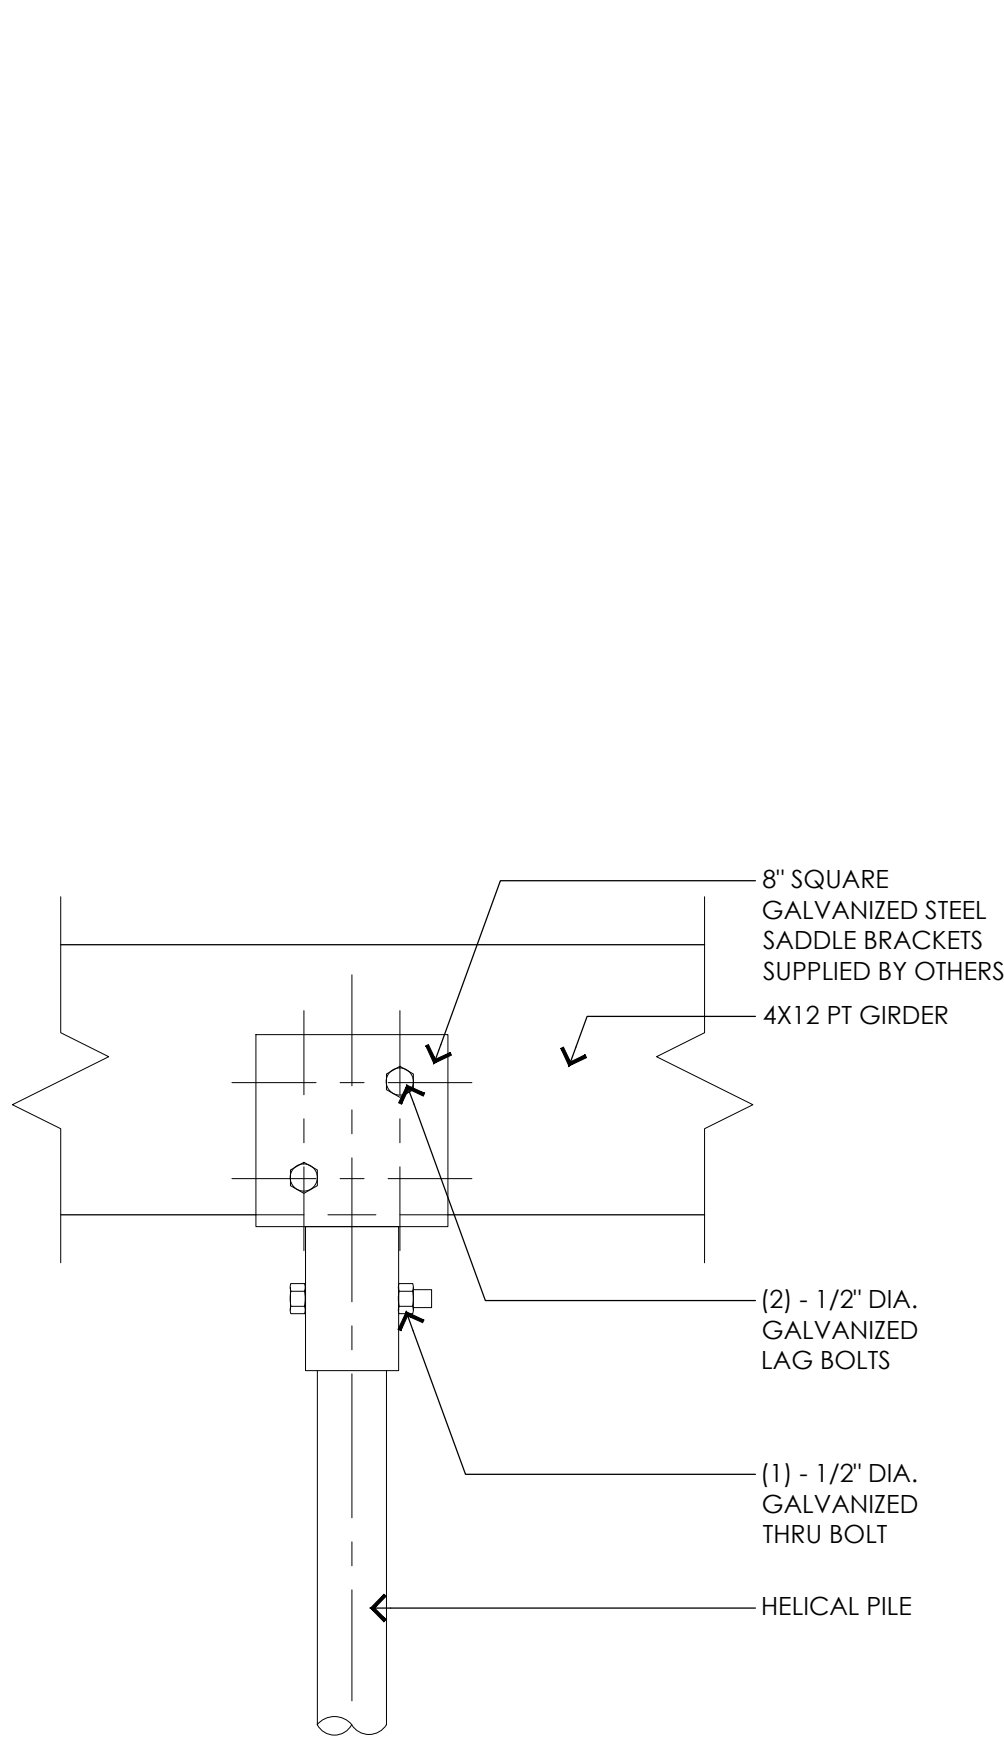 8" SQUARE
GALVANIZED STEEL
SADDLE BRACKETS
SUPPLIED BY OTHERS
4X12 PT GIRDER
(2) - 1/2" DIA.
GALVANIZED
LAG BOLTS
(1) - 1/2" DIA.
GALVANIZED
THRU BOLT
HELICAL PILE